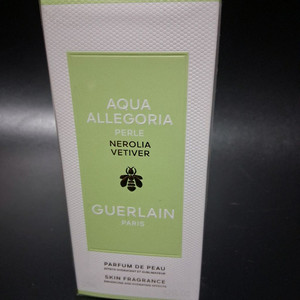 AQUA
ALLEGORIA
PERLE
NEROLIA
VETIVER
GUERLAIN
PARIS
PARFUM DE PEAU
SKIN FRAGRANCE